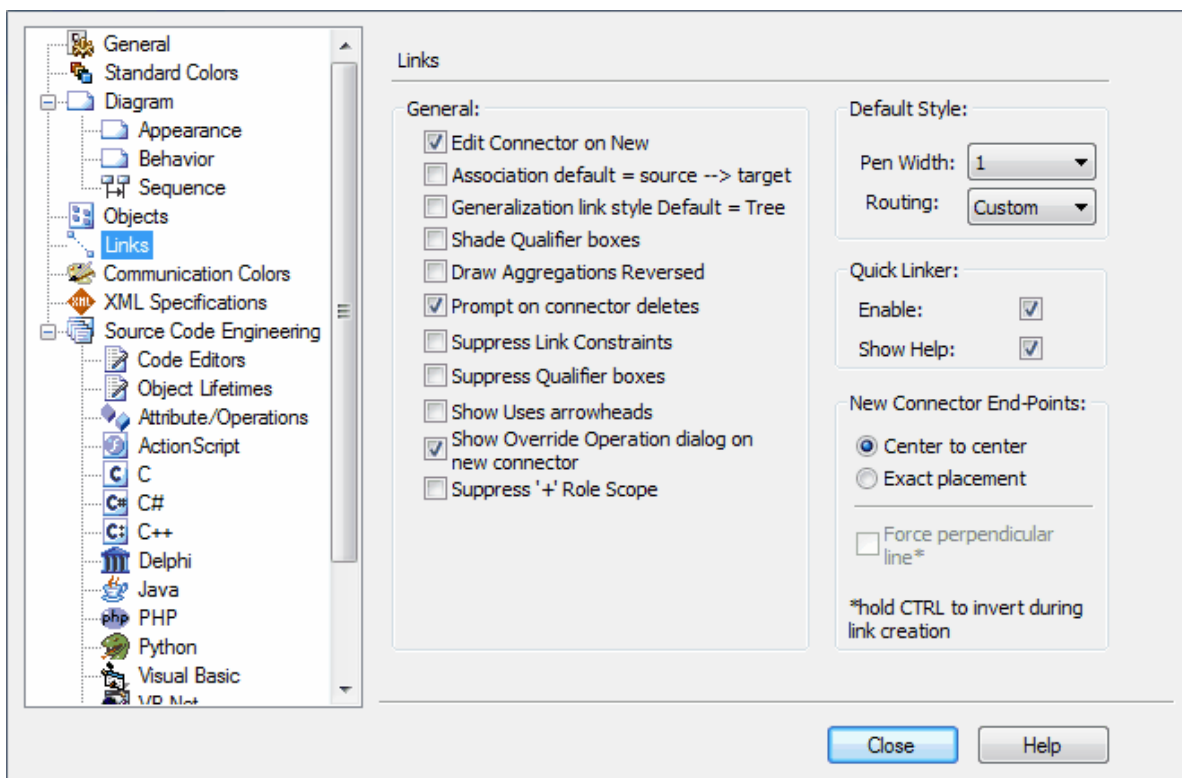 General
Standard Colors
Diagram
Appearance
Behavior
Sequence
Objects
Links
Communication Colors
XML Specifications
Source Code Engineering
Code Editors
Object Lifetimes
Attribute/Operations
ActionScript
C
C#
C++
Delphi
Java
PHP
Python
Visual Basic
VB.Net
Links
General:
Edit Connector on New
Association default = source --> target
Generalization link style Default = Tree
Shade Qualifier boxes
Draw Aggregations Reversed
Prompt on connector deletes
Suppress Link Constraints
Suppress Qualifier boxes
Show Uses arrowheads
Show Override Operation dialog on
new connector
Suppress '+' Role Scope
Default Style:
Pen Width: 1
Routing: Custom
Quick Linker:
Enable:
Show Help:
New Connector End-Points:
Center to center
Exact placement
Force perpendicular
line*
*hold CTRL to invert during
link creation
Close
Help